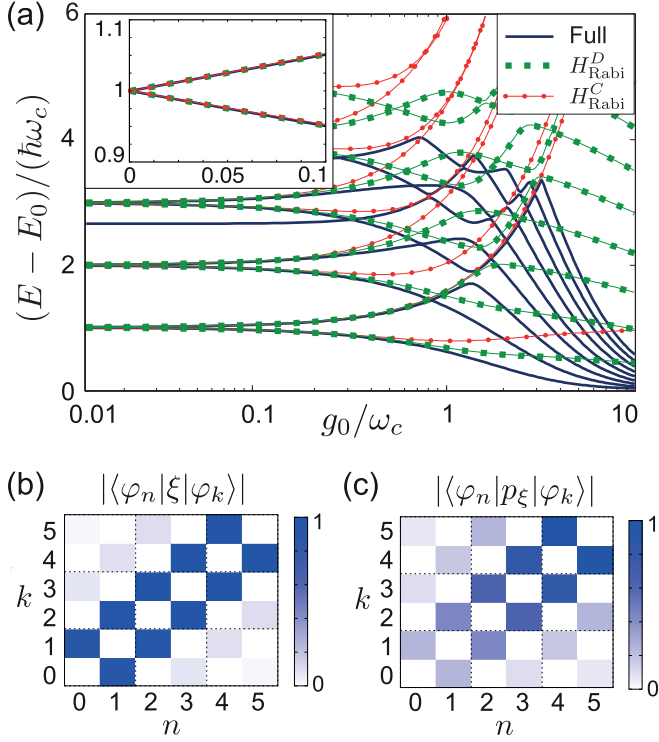 (a)
(E − E₀)/(ħω_c)
6
4
2
0
1.1
1
0.9
0
0.05
0.1
Full
H^D_Rabi
H^C_Rabi
0.01
0.1
1
10
g₀/ω_c
(b)
|⟨φ_n|ξ|φ_k⟩|
5
4
3
2
1
0
k
0 1 2 3 4 5
n
1
0
(c)
|⟨φ_n|p_ξ|φ_k⟩|
5
4
3
2
1
0
k
0 1 2 3 4 5
n
1
0